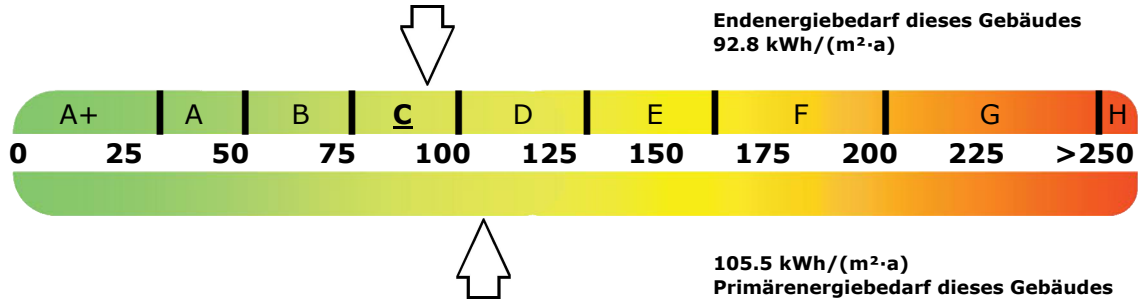 Endenergiebedarf dieses Gebäudes
92.8 kWh/(m²·a)
A+ A B C D E F G H
0 25 50 75 100 125 150 175 200 225 >250
105.5 kWh/(m²·a)
Primärenergiebedarf dieses Gebäudes